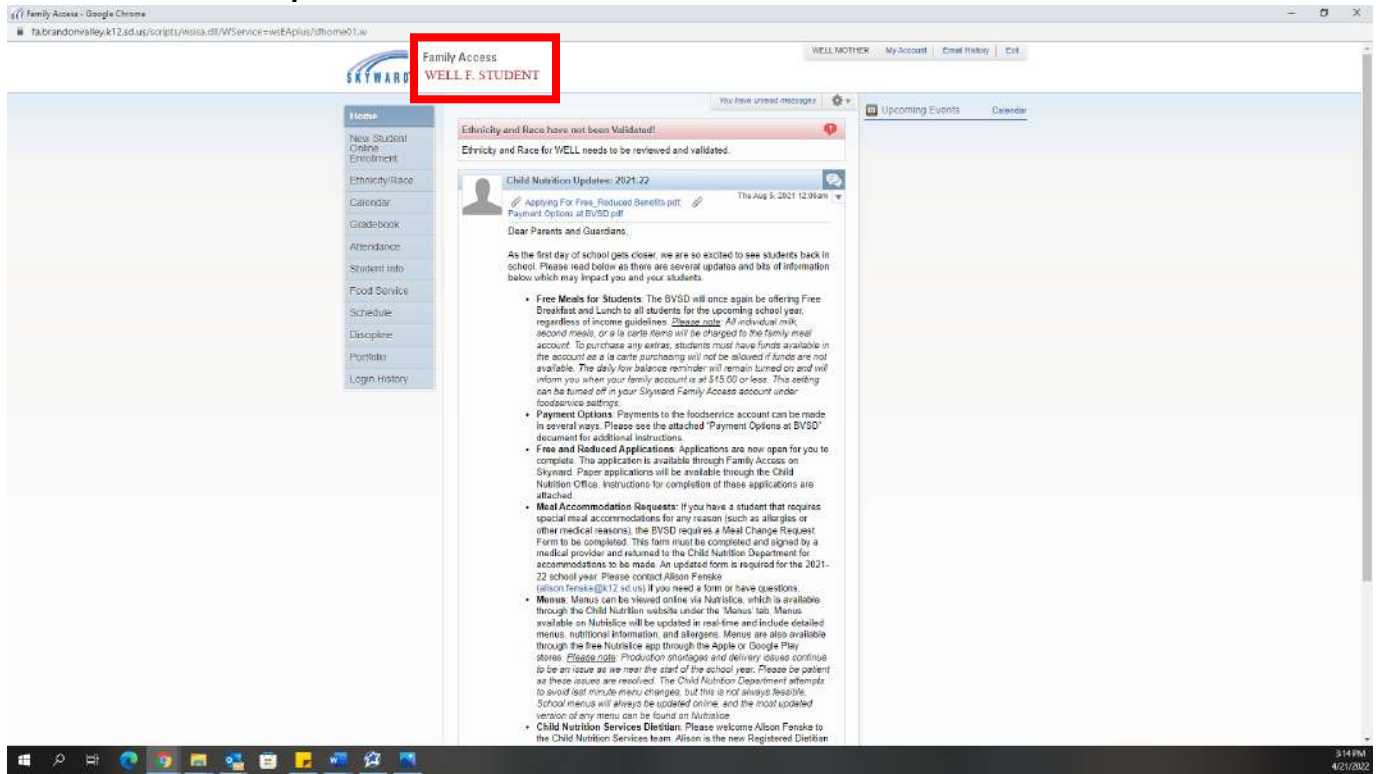 Family Access - Google Chrome
fa.brandonvalley.k12.sd.us/scripts/wsisa.dll/WService=wsEAplus/sfhome01.w
SKYWARD
Family Access
WELL F. STUDENT
WELL MOTHER My Account Email History Exit
You have unread messages
Upcoming Events Calendar
Home
New Student
Online
Enrollment
Ethnicity/Race
Calendar
Gradebook
Attendance
Student Info
Food Service
Schedule
Discipline
Portfolio
Login History
Ethnicity and Race have not been Validated!
Ethnicity and Race for WELL needs to be reviewed and validated.
Child Nutrition Updates: 2021-22
Thu Aug 5, 2021 12:06am
Applying For Free_Reduced Benefits.pdf
Payment Options at BVSD.pdf
Dear Parents and Guardians,
As the first day of school gets closer, we are so excited to see students back in
school. Please read below as there are several updates and bits of information
below which may impact you and your students.
• Free Meals for Students: The BVSD will once again be offering Free
Breakfast and Lunch to all students for the upcoming school year,
regardless of income guidelines. Please note: All individual milk,
second meals, or a la carte items will be charged to the family meal
account. To purchase any extras, students must have funds available in
the account as a la carte purchasing will not be allowed if funds are not
available. The daily low balance reminder will remain turned on and will
inform you when your family account is at $15.00 or less. This setting
can be turned off in your Skyward Family Access account under
foodservice settings.
• Payment Options: Payments to the foodservice account can be made
in several ways. Please see the attached "Payment Options at BVSD"
document for additional instructions.
• Free and Reduced Applications: Applications are now open for you to
complete. The application is available through Family Access on
Skyward. Paper applications will be available through the Child
Nutrition Office. Instructions for completion of these applications are
attached.
• Meal Accommodation Requests: If you have a student that requires
special meal accommodations for any reason (such as allergies or
other medical reasons), the BVSD requires a Meal Change Request
Form to be completed. This form must be completed and signed by a
medical provider and returned to the Child Nutrition Department for
accommodations to be made. An updated form is required for the 2021-
22 school year. Please contact Alison Fenske
(alison.fenske@k12.sd.us) if you need a form or have questions.
• Menus: Menus can be viewed online via Nutrislice, which is available
through the Child Nutrition website under the 'Menus' tab. Menus
available on Nutrislice will be updated in real-time and include detailed
menus, nutritional information, and allergens. Menus are also available
through the free Nutrislice app through the Apple or Google Play
stores. Please note: Production shortages and delivery issues continue
to be an issue as we near the start of the school year. Please be patient
as these issues are resolved. The Child Nutrition Department attempts
to avoid last minute menu changes, but this is not always feasible.
School menus will always be updated online, and the most updated
version of any menu can be found on Nutrislice.
• Child Nutrition Services Dietitian: Please welcome Alison Fenske to
the Child Nutrition Services team. Alison is the new Registered Dietitian
3:14 PM
4/21/2022